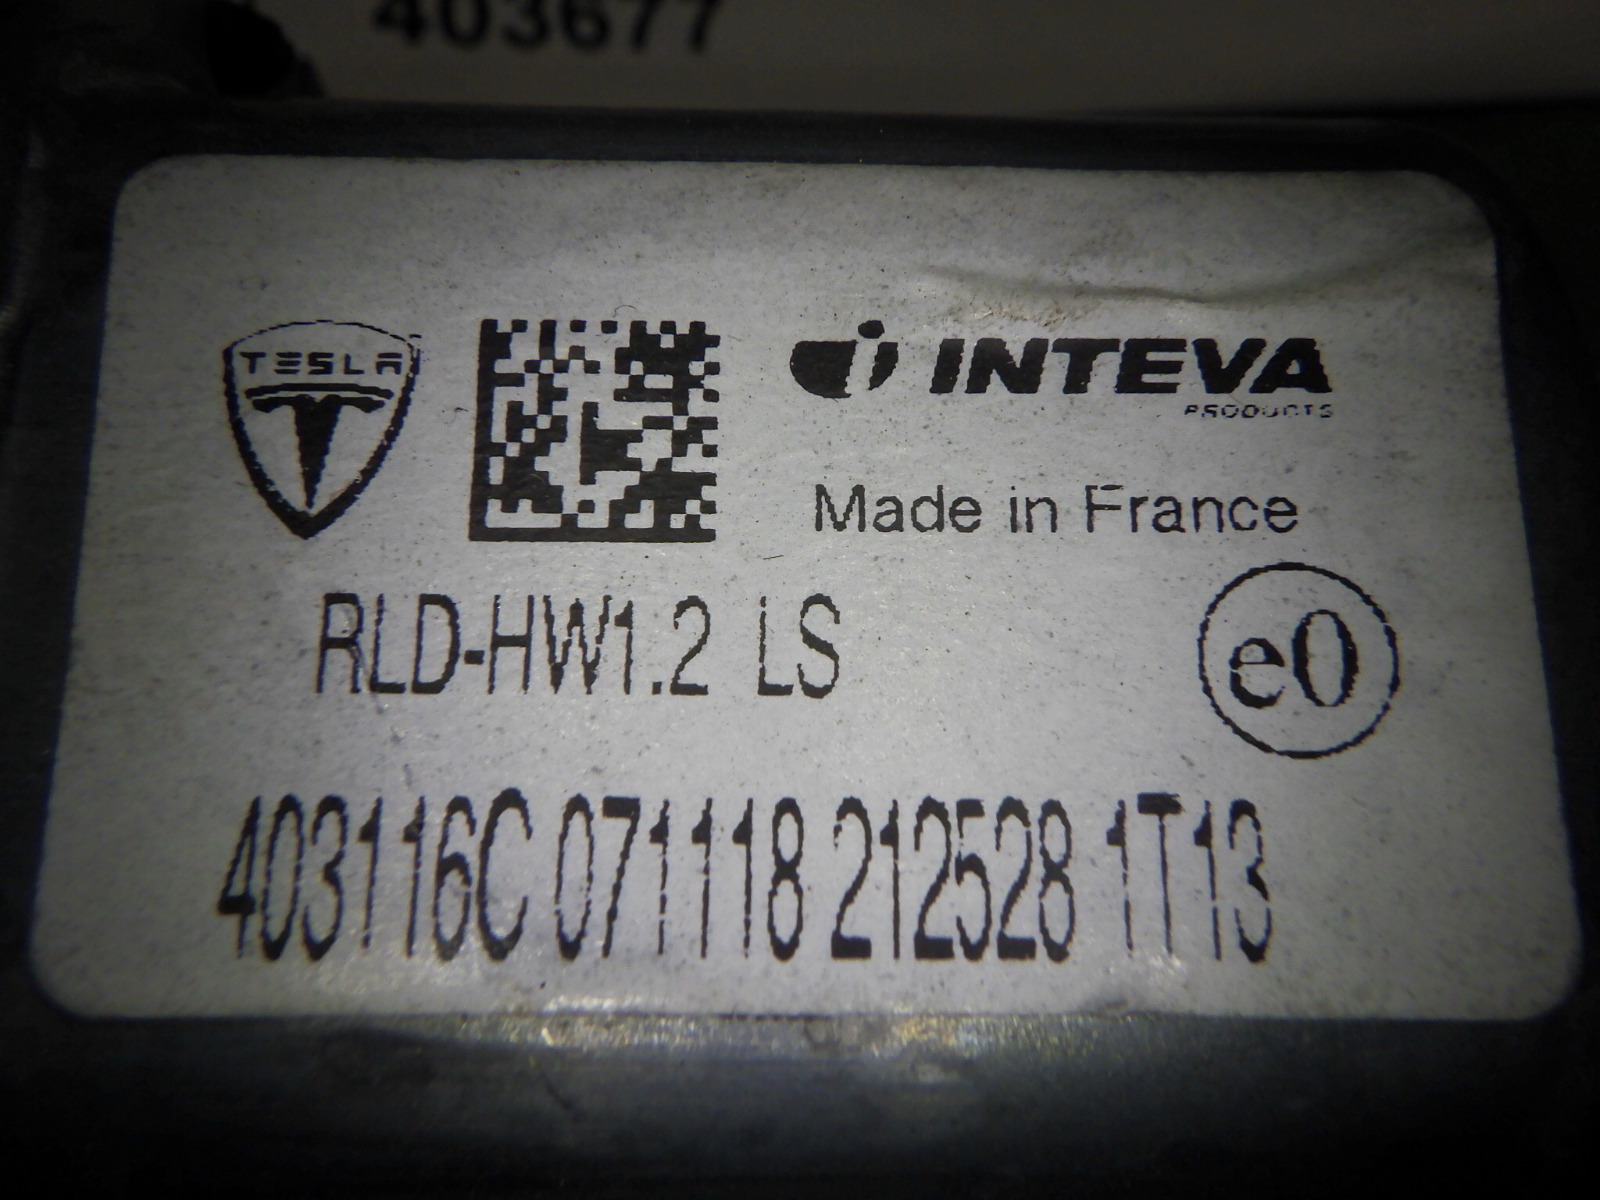 403677
TESLA
INTEVA
PRODUCTS
Made in France
RLD-HW1.2 LS
e0
403116C 071118 212528 1T13